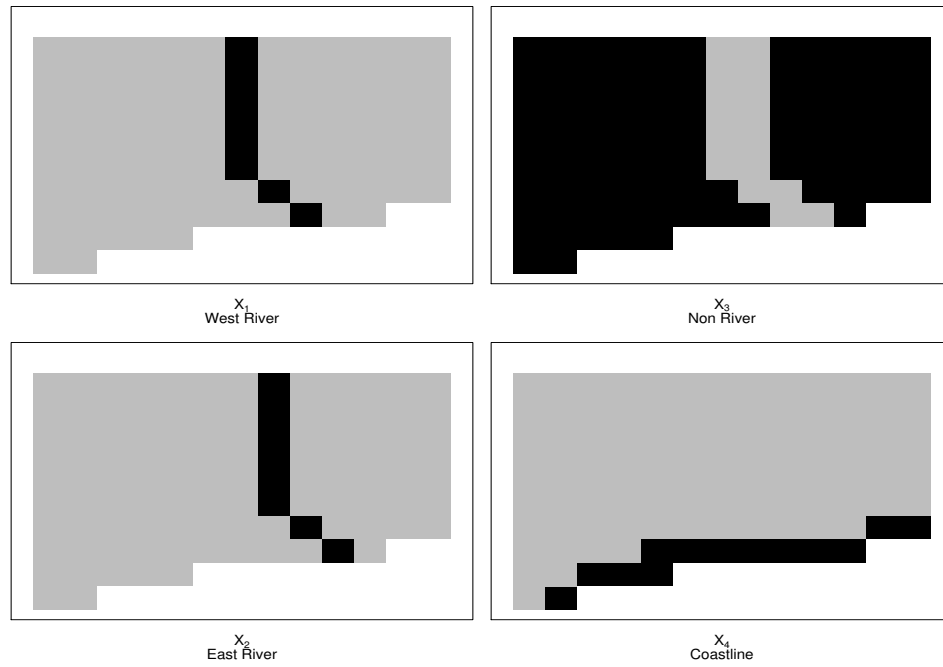 X₁
West River
X₃
Non River
X₂
East River
X₄
Coastline